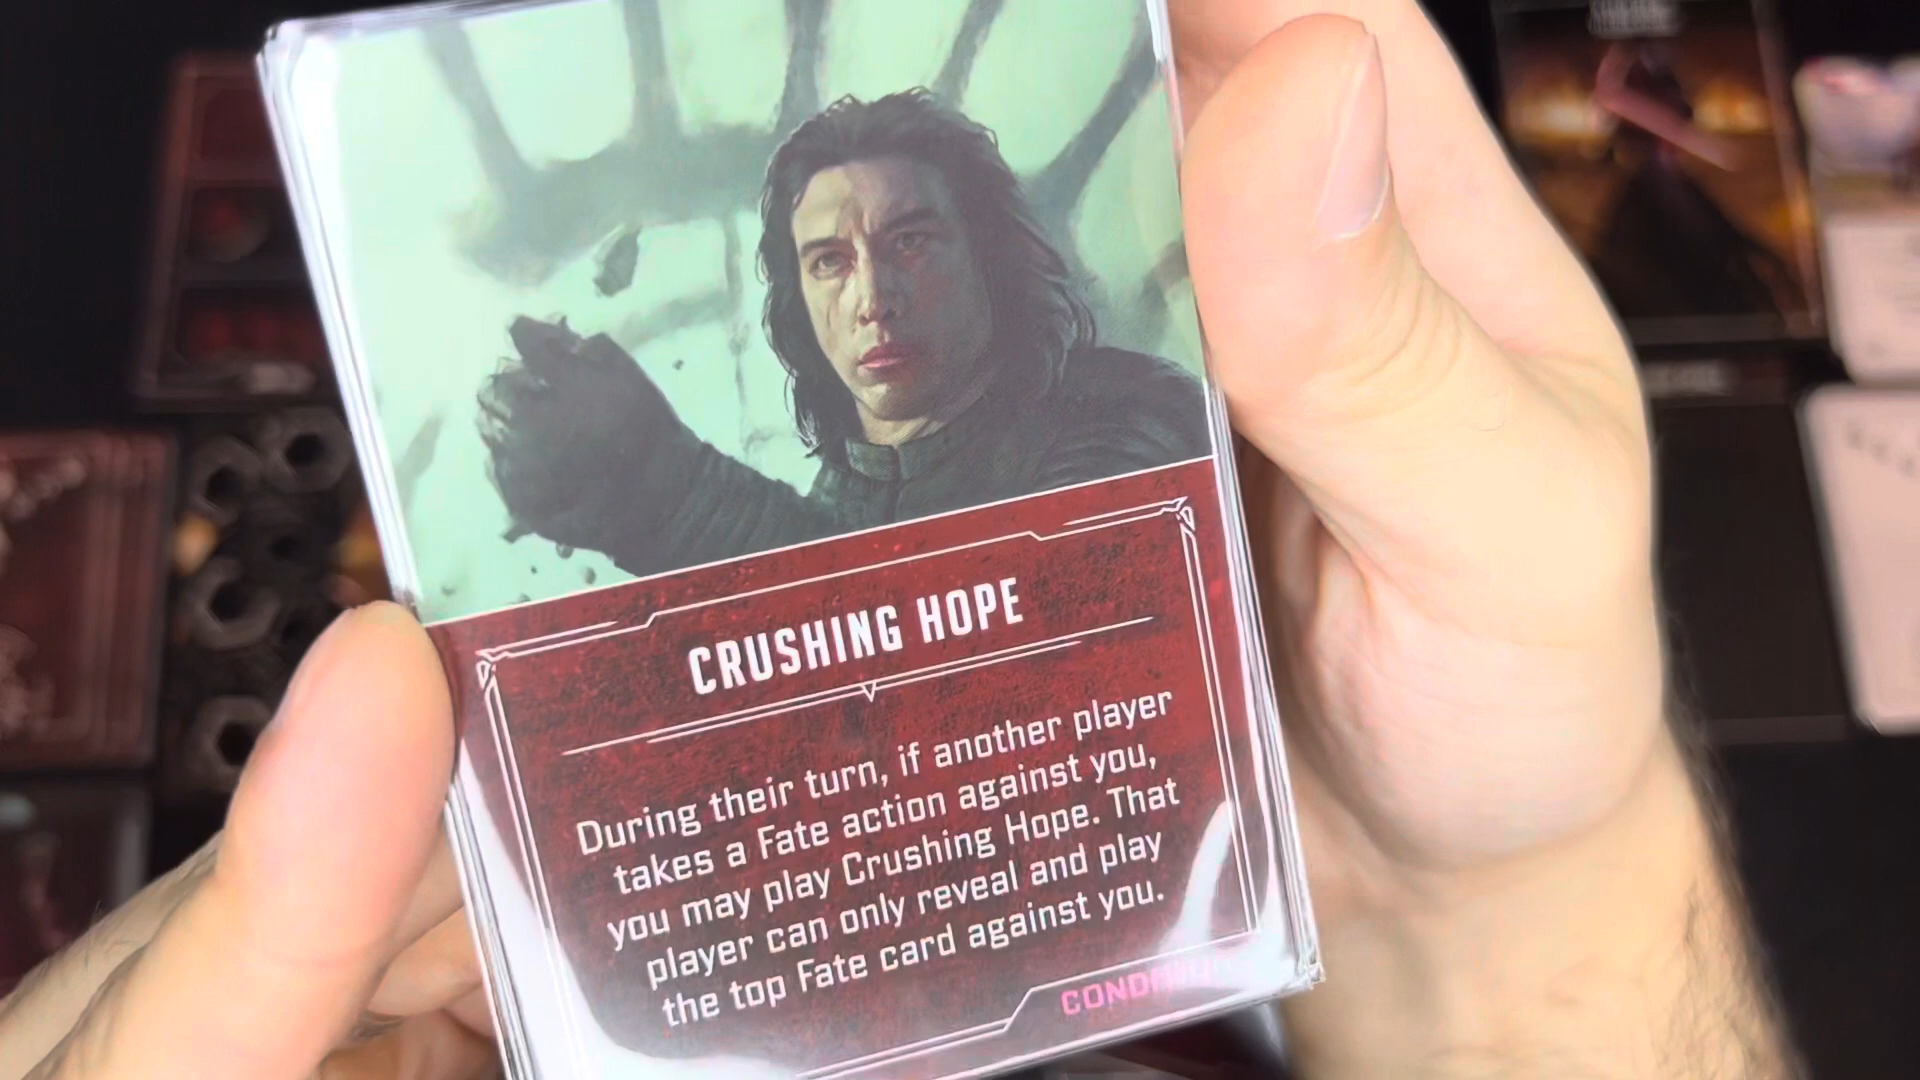 CRUSHING HOPE
During their turn, if another player
takes a Fate action against you,
you may play Crushing Hope. That
player can only reveal and play
the top Fate card against you.